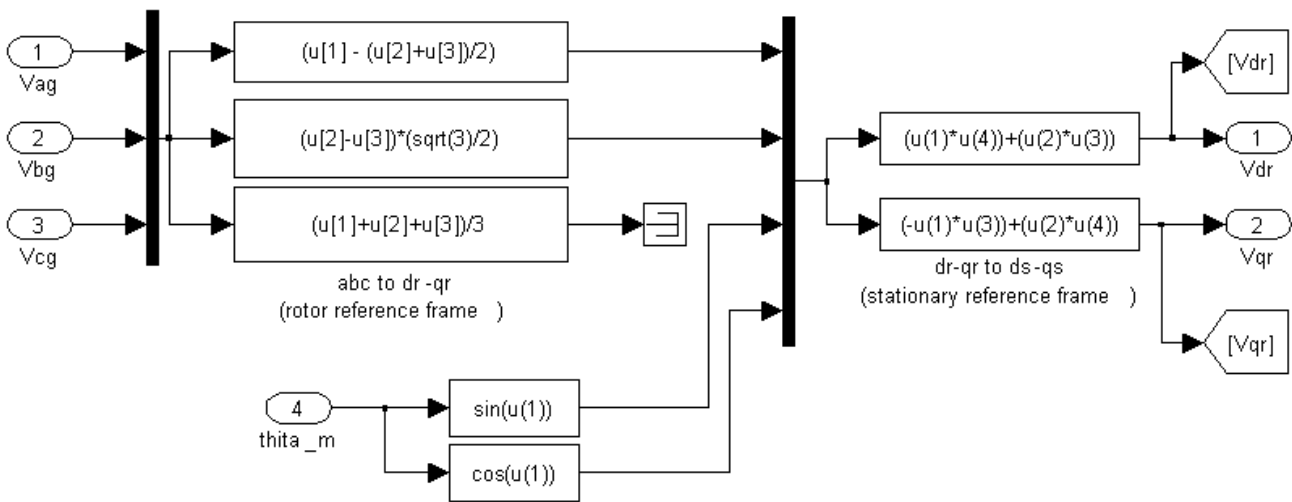 1
Vag
2
Vbg
3
Vcg
(u[1] - (u[2]+u[3])/2)
(u[2]-u[3])*(sqrt(3)/2)
(u[1]+u[2]+u[3])/3
abc to dr -qr
(rotor reference frame )
4
thita _m
sin(u(1))
cos(u(1))
(u(1)*u(4))+(u(2)*u(3))
(-u(1)*u(3))+(u(2)*u(4))
dr-qr to ds-qs
(stationary reference frame )
[Vdr]
1
Vdr
2
Vqr
[Vqr]